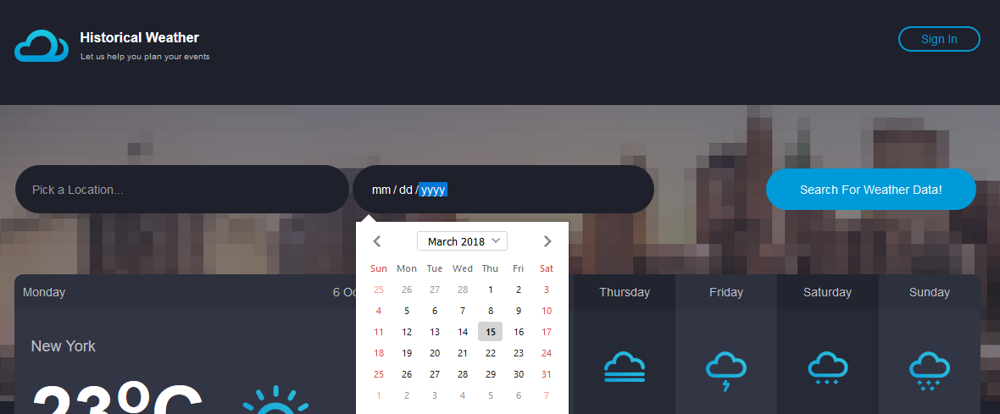 Historical Weather
Let us help you plan your events
Sign In
Pick a Location...
mm / dd / yyyy
Search For Weather Data!
March 2018
Sun Mon Tue Wed Thu Fri Sat
25 26 27 28 1 2 3
4 5 6 7 8 9 10
11 12 13 14 15 16 17
18 19 20 21 22 23 24
25 26 27 28 29 30 31
1 2 3 4 5 6 7
Monday
6 Oc
Thursday
Friday
Saturday
Sunday
New York
23°C